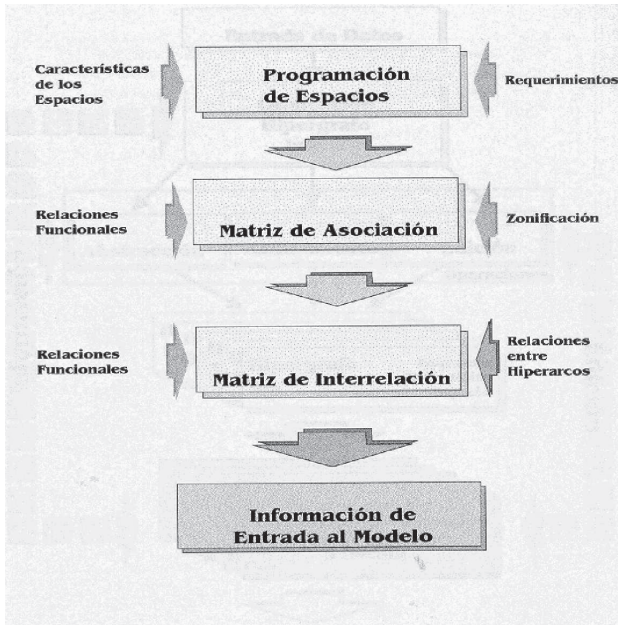 Características
de los
Espacios
Programación
de Espacios
Requerimientos
Relaciones
Funcionales
Matriz de Asociación
Zonificación
Relaciones
Funcionales
Matriz de Interrelación
Relaciones
entre
Hiperarcos
Información de
Entrada al Modelo